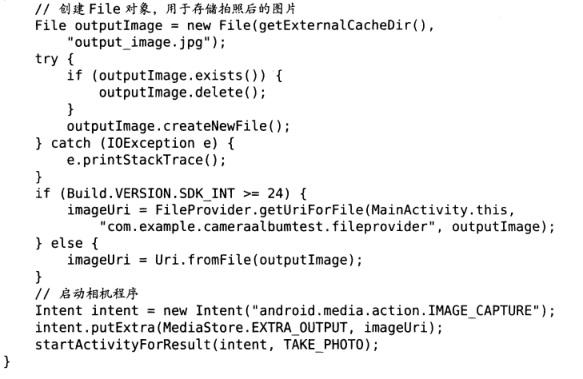 // 创建File 对象，用于存储拍照后的图片
File outputImage = new File(getExternalCacheDir(),
"output_image.jpg");
try {
if (outputImage.exists()) {
outputImage.delete();
}
outputImage.createNewFile();
} catch (IOException e) {
e.printStackTrace();
}
if (Build.VERSION.SDK_INT >= 24) {
imageUri = FileProvider.getUriForFile(MainActivity.this,
"com.example.cameraalbumtest.fileprovider", outputImage);
} else {
imageUri = Uri.fromFile(outputImage);
}
// 启动相机程序
Intent intent = new Intent("android.media.action.IMAGE_CAPTURE");
intent.putExtra(MediaStore.EXTRA_OUTPUT, imageUri);
startActivityForResult(intent, TAKE_PHOTO);
}